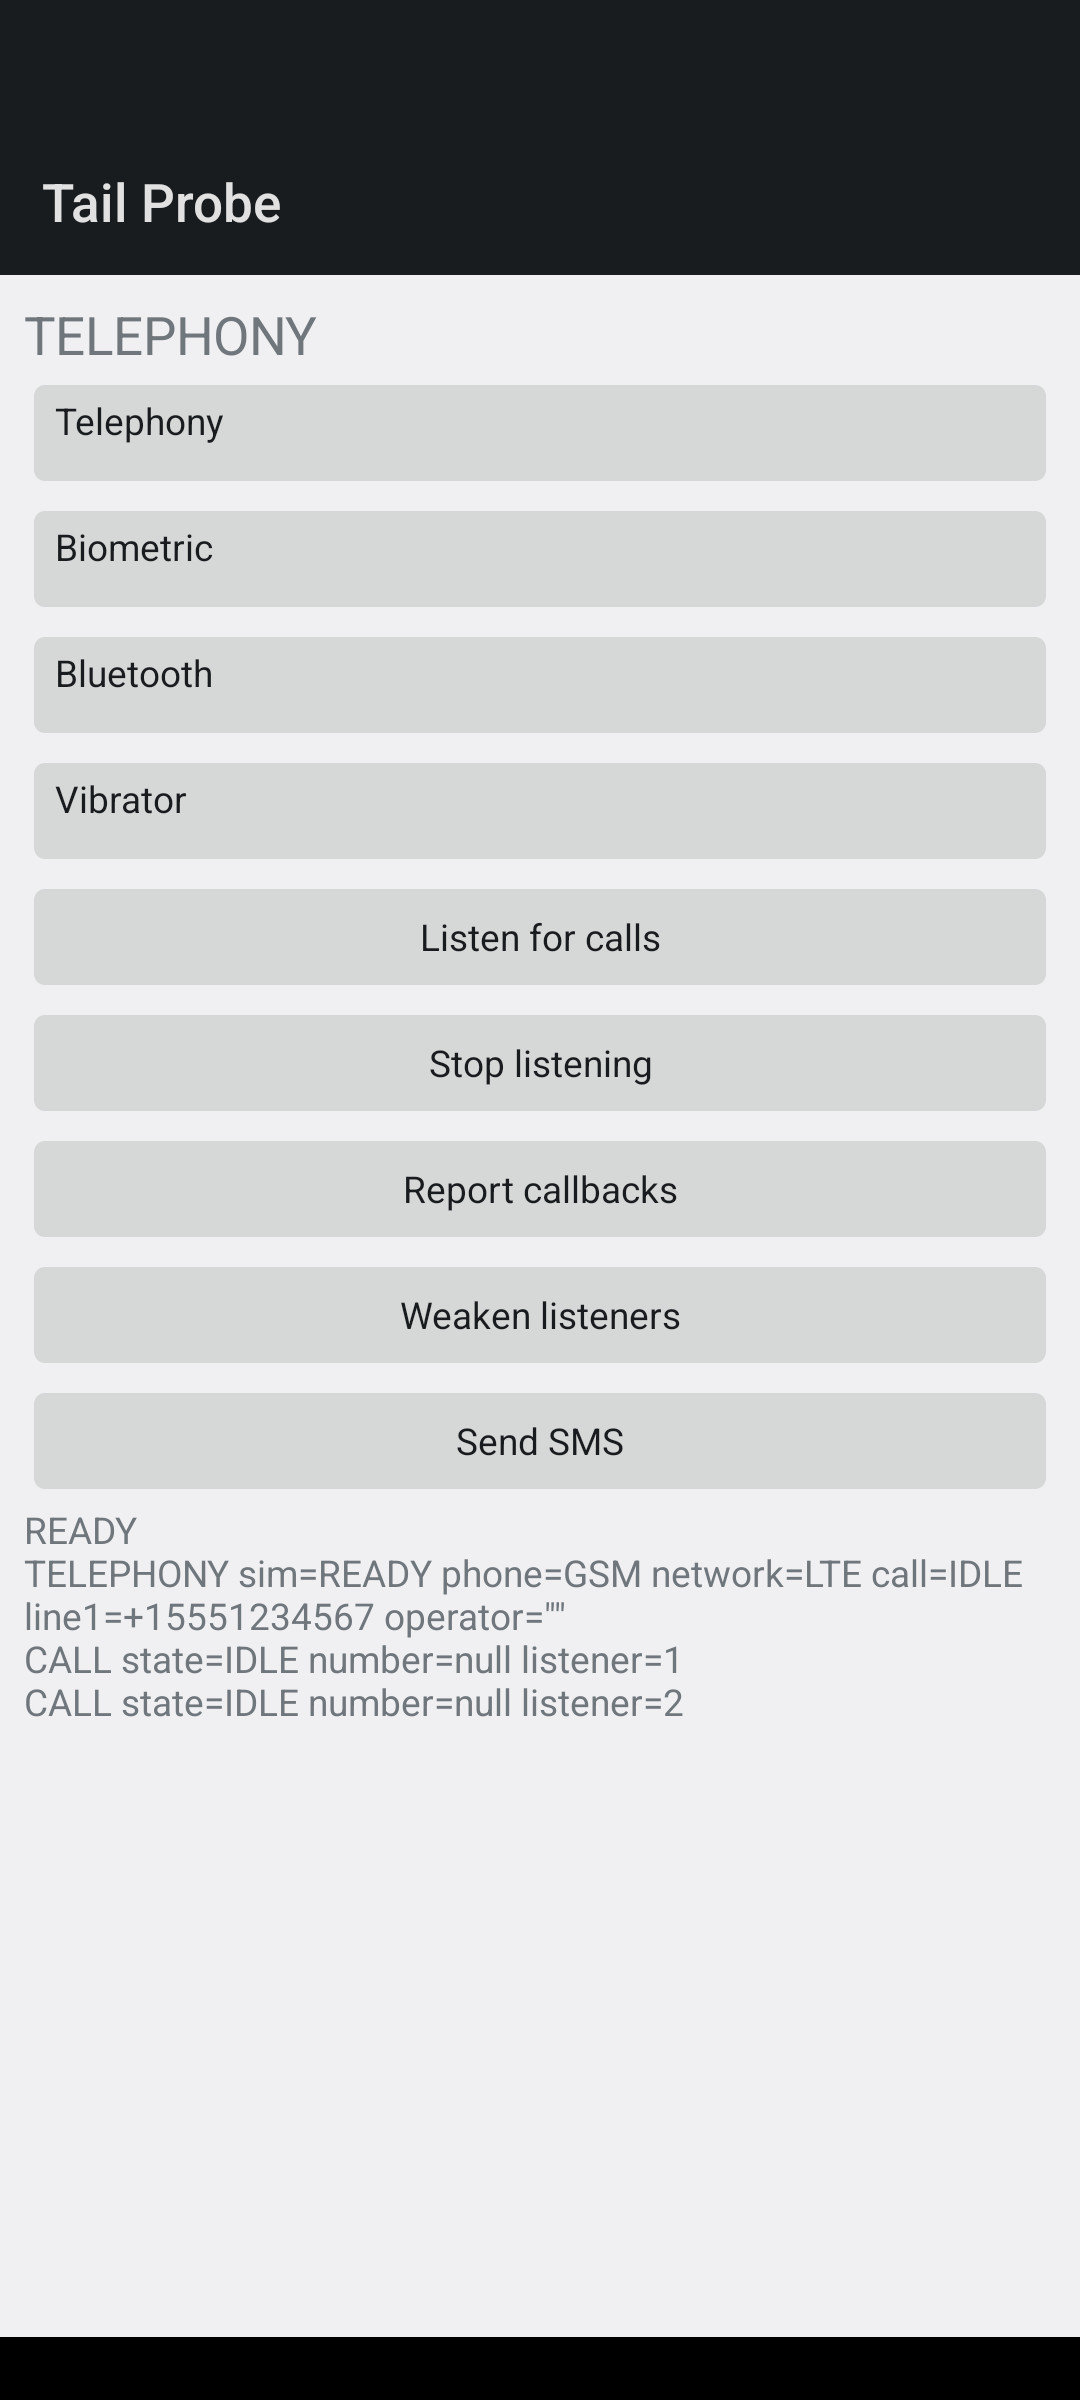 Tail Probe
TELEPHONY
Telephony
Biometric
Bluetooth
Vibrator
Listen for calls
Stop listening
Report callbacks
Weaken listeners
Send SMS
READY
TELEPHONY sim=READY phone=GSM network=LTE call=IDLE
line1=+15551234567 operator=""
CALL state=IDLE number=null listener=1
CALL state=IDLE number=null listener=2